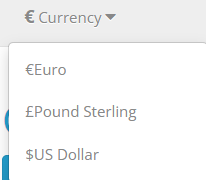 € Currency
€Euro
£Pound Sterling
$US Dollar